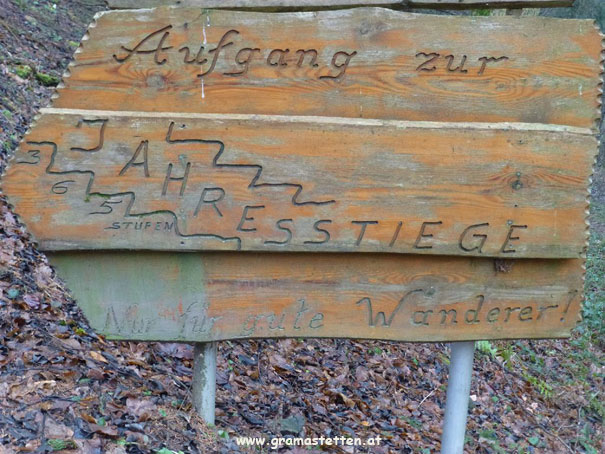 Aufgang zur
JAHRESSTIEGE
365
STUFEN
Nur für gute Wanderer!
www.gramastetten.at